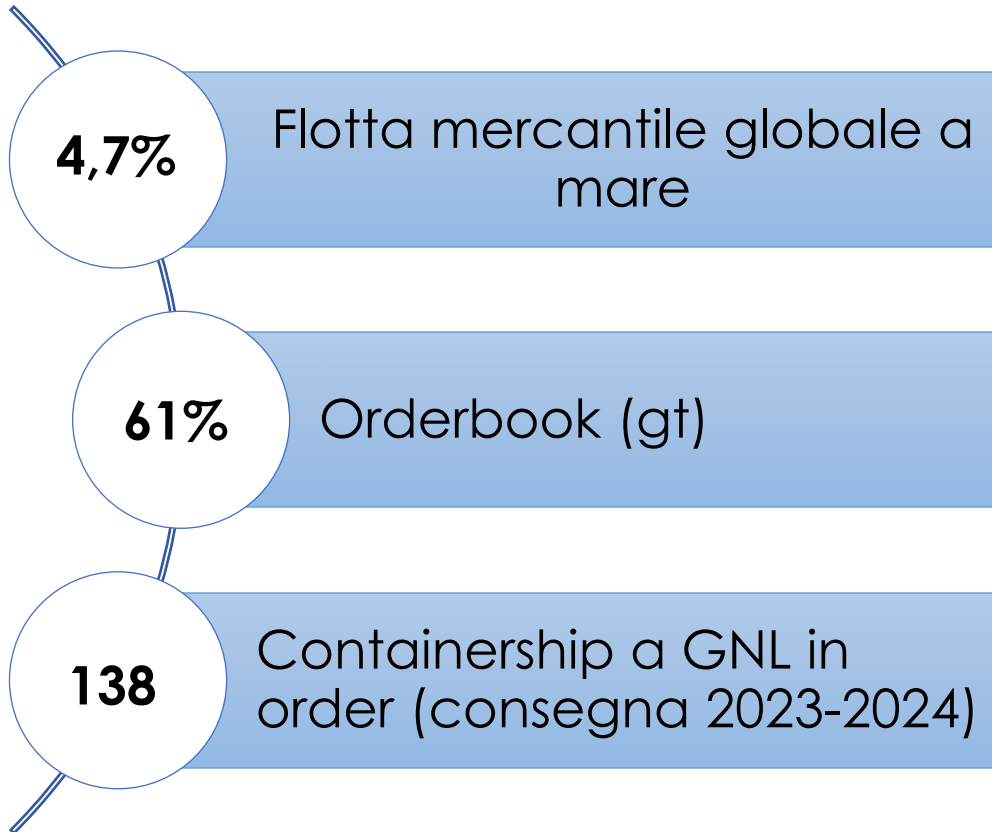 4,7%
Flotta mercantile globale a
mare
61%
Orderbook (gt)
138
Containership a GNL in
order (consegna 2023-2024)